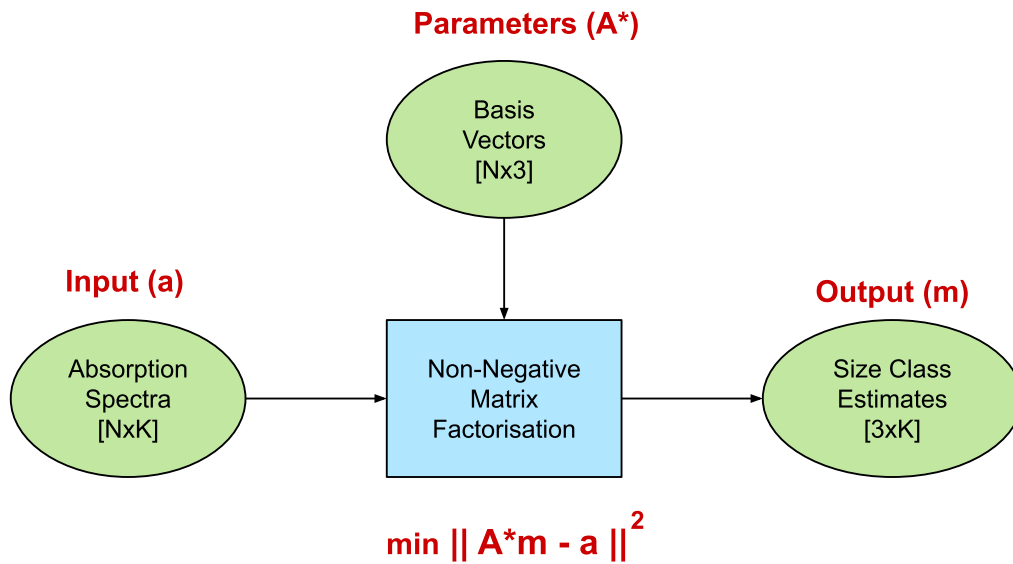 Parameters (A*)
Basis
Vectors
[Nx3]
Input (a)
Output (m)
Absorption
Spectra
[NxK]
Non-Negative
Matrix
Factorisation
Size Class
Estimates
[3xK]
min || A*m - a ||²